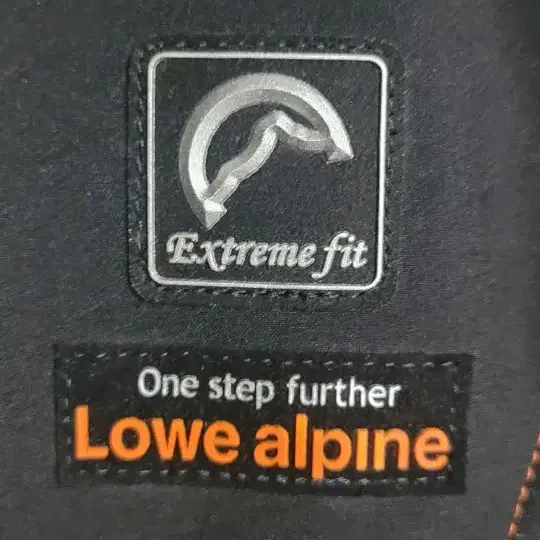 Extreme fit
One step further
Lowe alpine